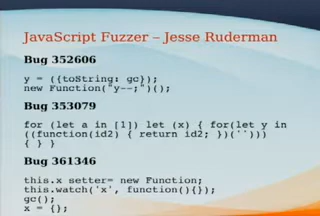 JavaScript Fuzzer – Jesse Ruderman
Bug 352606
y = ({toString: gc});
new Function("y--;")();
Bug 353079
for (let a in [1]) let (x) { for(let y in
((function(id2) { return id2; })('')))
{ } }
Bug 361346
this.x setter= new Function;
this.watch('x', function(){});
gc();
x = {};